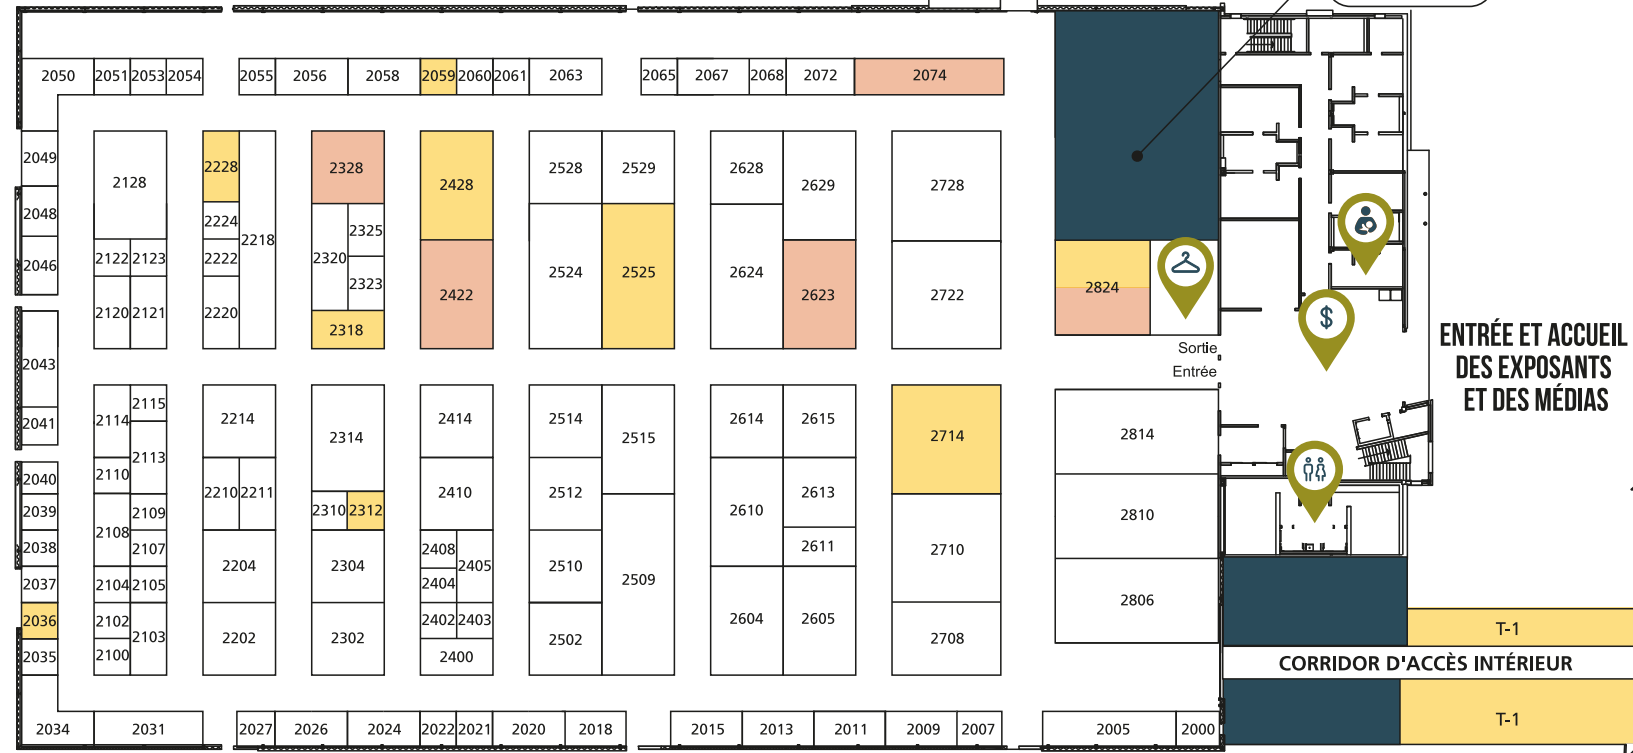 2050 2051 2053 2054 2055 2056 2058 2059 2060 2061 2063 2065 2067 2068 2072 2074
2049 2128 2228 2218 2328 2428 2528 2529 2628 2629 2728
2048 2224 2325
2046 2122 2123 2222 2320 2323 2422 2524 2525 2624 2623 2722 2824
2120 2121 2220 2318
$
Sortie
Entrée
ENTRÉE ET ACCUEIL
DES EXPOSANTS
ET DES MÉDIAS
2043 2115
2041 2114 2113 2214 2314 2414 2514 2515 2614 2615 2714 2814
2040 2110
2039 2109 2210 2211 2310 2312 2410 2512 2610 2613 2810
2038 2108 2107 2408 2611 2710
2037 2104 2105 2204 2304 2404 2405 2510 2509
2036 2102 2103 2402 2403 2604 2605 2806
2035 2100 2202 2302 2400 2502 2708
T-1
CORRIDOR D'ACCÈS INTÉRIEUR
T-1
2034 2031 2027 2026 2024 2022 2021 2020 2018 2015 2013 2011 2009 2007 2005 2000